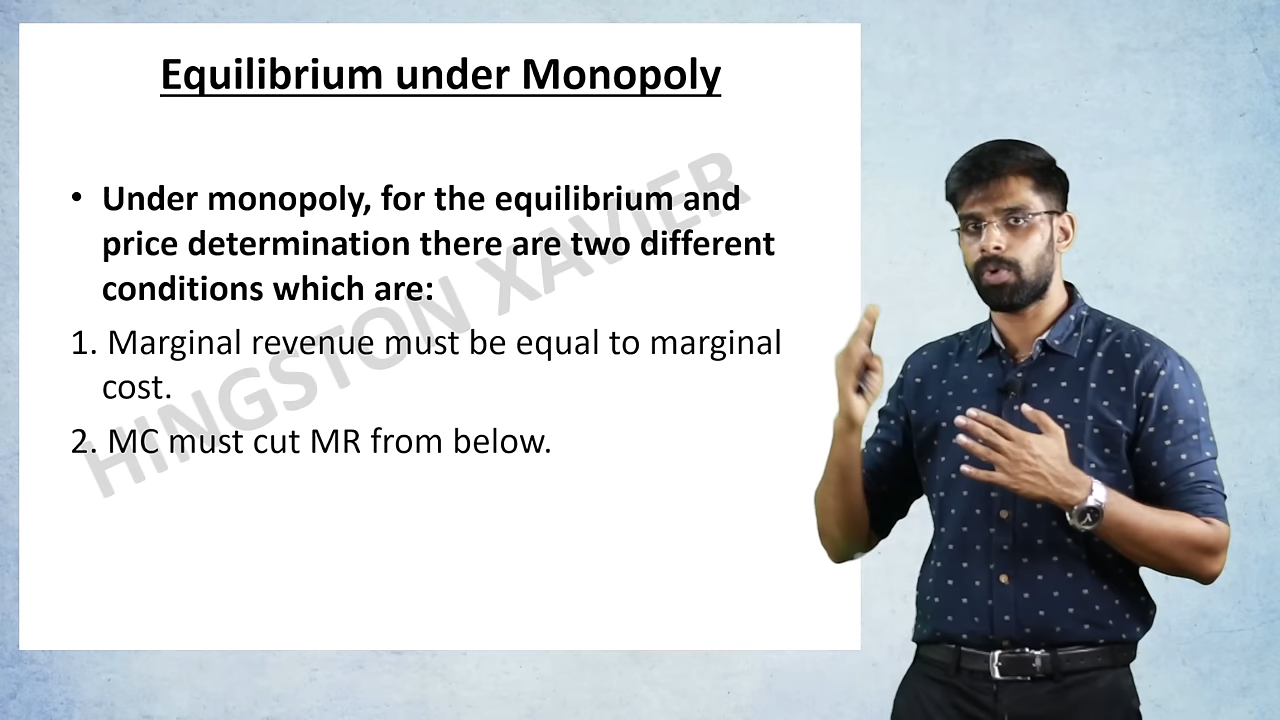 Equilibrium under Monopoly
• Under monopoly, for the equilibrium and
price determination there are two different
conditions which are:
1. Marginal revenue must be equal to marginal
cost.
2. MC must cut MR from below.
HINGSTON XAVIER